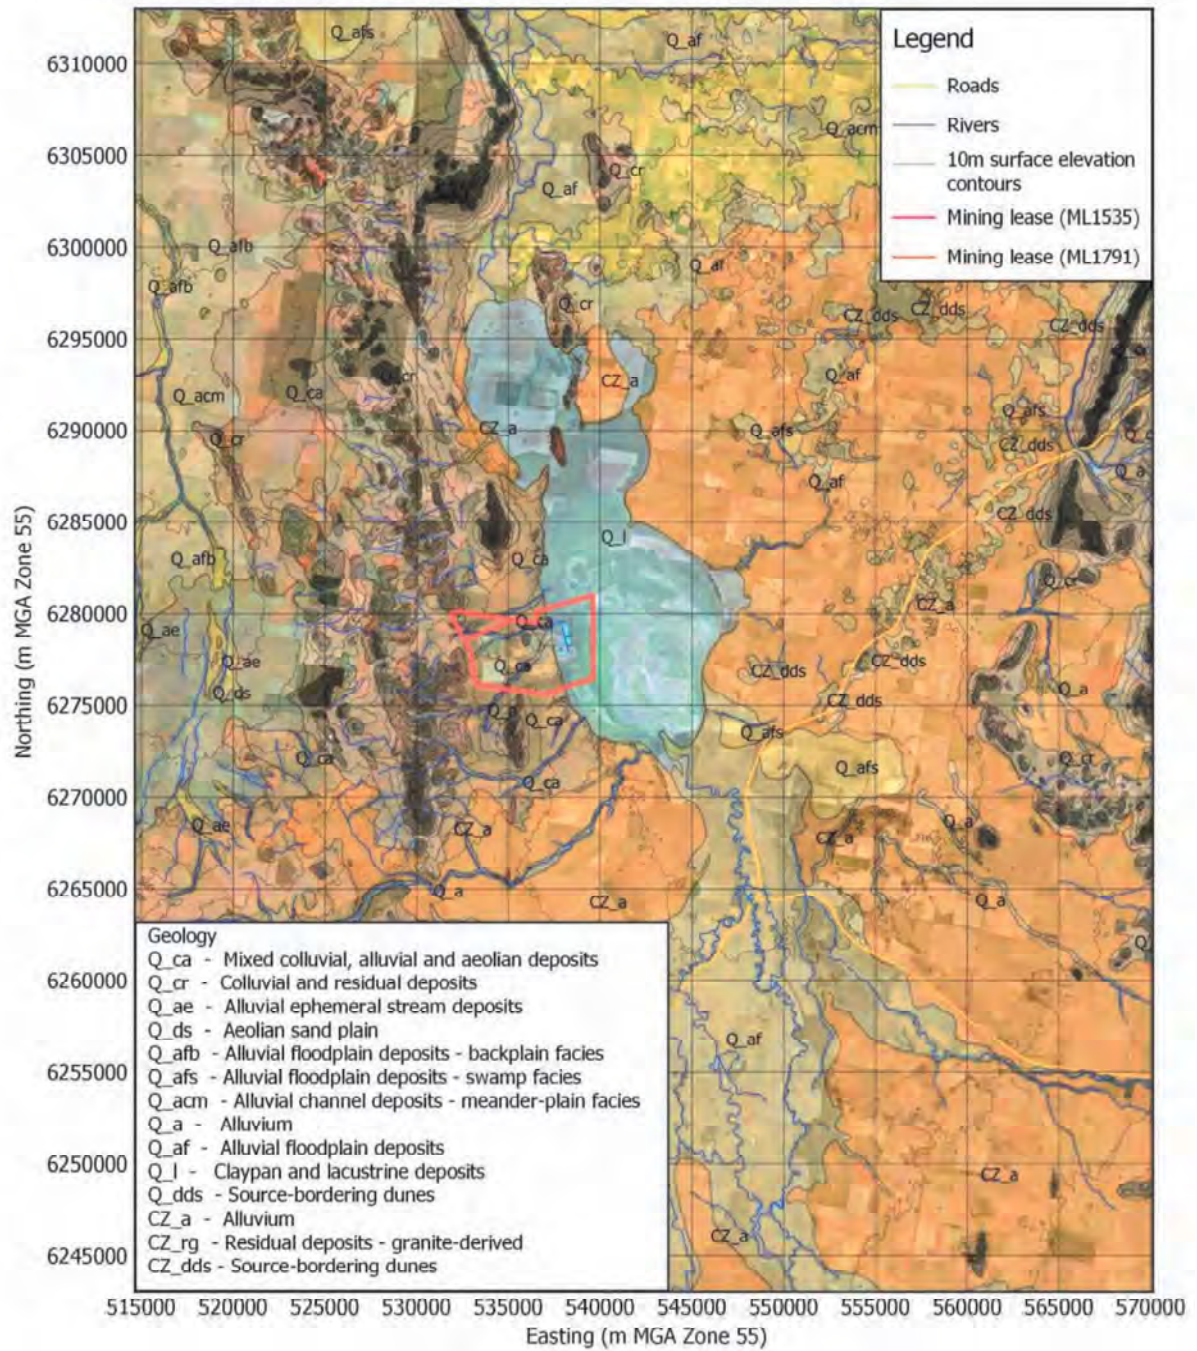 Legend
Roads
Rivers
10m surface elevation
contours
Mining lease (ML1535)
Mining lease (ML1791)
Northing (m MGA Zone 55)
6310000
6305000
6300000
6295000
6290000
6285000
6280000
6275000
6270000
6265000
6260000
6255000
6250000
6245000
Q_afs
Q_af
Q_acm
Q_cr
Q_af
Q_afb
Q_af
Q_afb
Q_cr
CZ_dds
CZ_dds
CZ_dds
Q_af
CZ_a
Q_acm
Q_ca
Q_afs
CZ_a
Q_afs
Q_cr
CZ_dds
Q_a
Q_af
CZ_dds
Q_l
Q_afb
Q_ca
Q_cr
CZ_a
Q_ca
Q_ae
Q_ae
Q_ca
CZ_dds
CZ_dds
Q_ds
Q_a
CZ_dds
Q_ca
Q_afs
Q_ca
Q_cr
Q_afs
Q_ca
Q_ae
CZ_a
CZ_a
Q_a
Q_a
CZ_a
Q_a
Q_af
CZ_a
CZ_a
Geology
Q_ca - Mixed colluvial, alluvial and aeolian deposits
Q_cr - Colluvial and residual deposits
Q_ae - Alluvial ephemeral stream deposits
Q_ds - Aeolian sand plain
Q_afb - Alluvial floodplain deposits - backplain facies
Q_afs - Alluvial floodplain deposits - swamp facies
Q_acm - Alluvial channel deposits - meander-plain facies
Q_a - Alluvium
Q_af - Alluvial floodplain deposits
Q_l - Claypan and lacustrine deposits
Q_dds - Source-bordering dunes
CZ_a - Alluvium
CZ_rg - Residual deposits - granite-derived
CZ_dds - Source-bordering dunes
515000 520000 525000 530000 535000 540000 545000 550000 555000 560000 565000 570000
Easting (m MGA Zone 55)